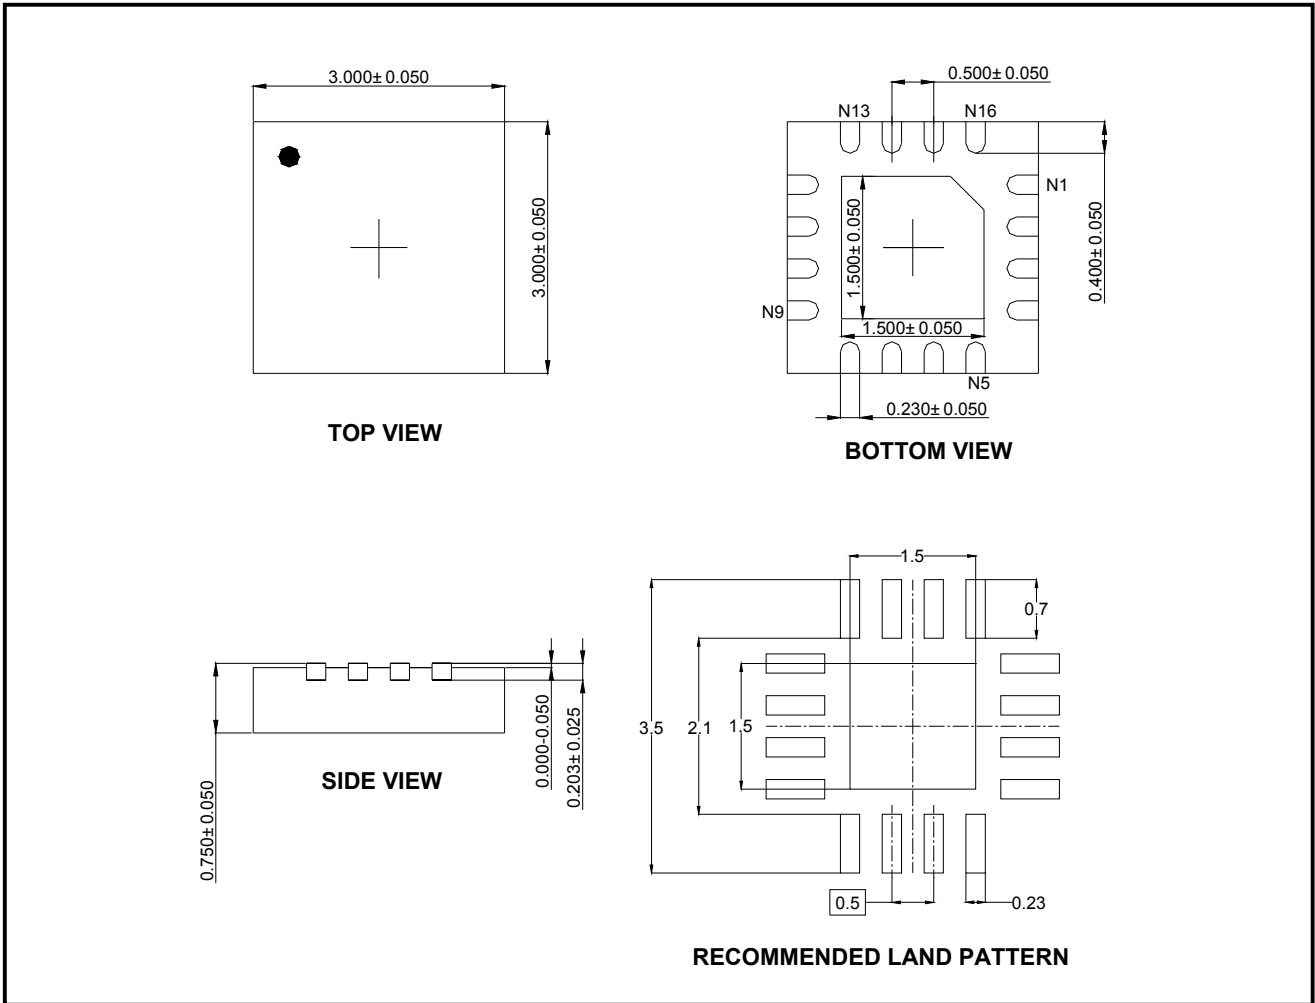 3.000± 0.050
3.000± 0.050
TOP VIEW
0.500± 0.050
N13
N16
N1
0.400± 0.050
1.500± 0.050
N9
1.500± 0.050
N5
0.230± 0.050
BOTTOM VIEW
0.750± 0.050
0.000-0.050
0.203± 0.025
SIDE VIEW
1.5
0.7
3.5
2.1
1.5
0.5
0.23
RECOMMENDED LAND PATTERN